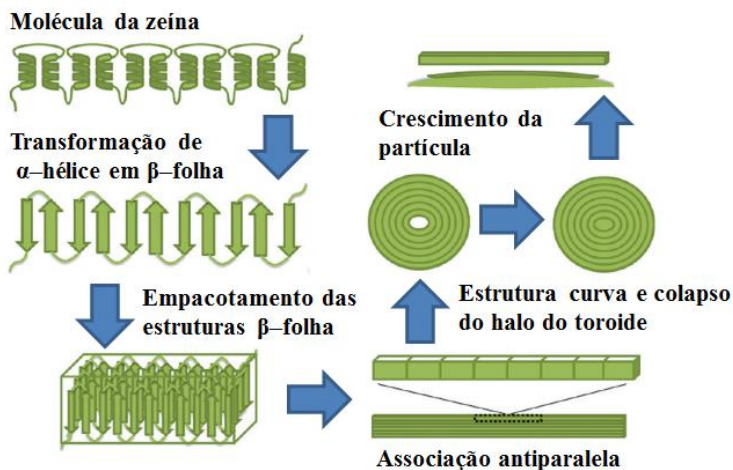 Molécula da zeína
Transformação de
α–hélice em β–folha
Empacotamento das
estruturas β–folha
Associação antiparalela
Estrutura curva e colapso
do halo do toroide
Crescimento da
partícula